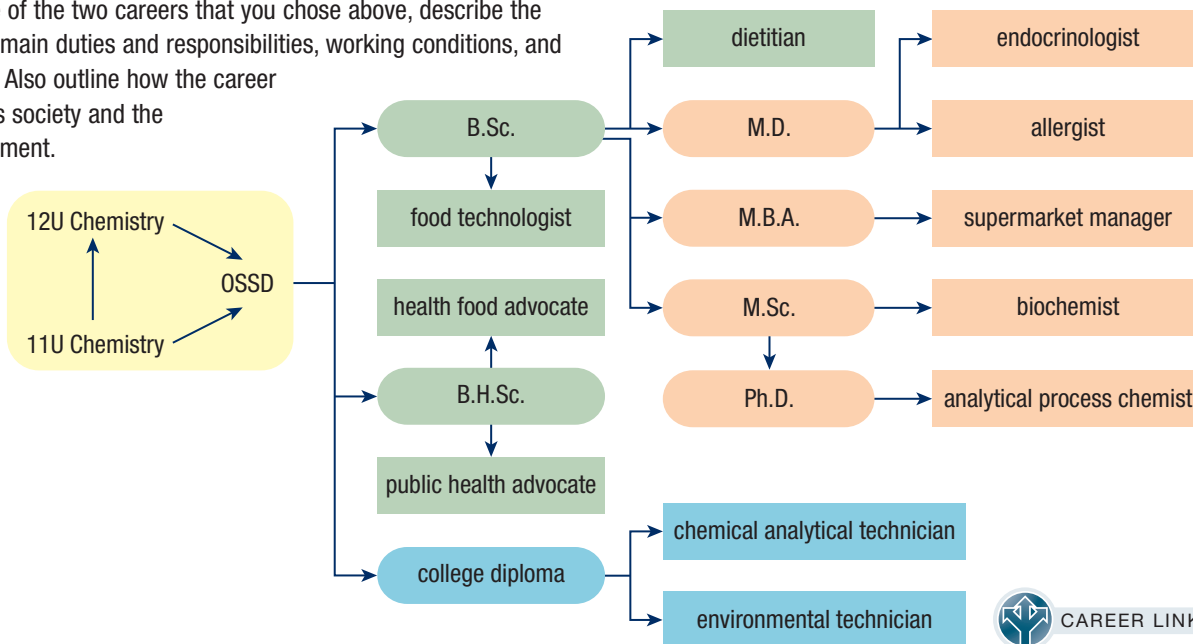 of the two careers that you chose above, describe the
main duties and responsibilities, working conditions, and
Also outline how the career
society and the
dietitian
endocrinologist
B.Sc.
M.D.
allergist
12U Chemistry
food technologist
M.B.A.
supermarket manager
OSSD
health food advocate
M.Sc.
biochemist
11U Chemistry
B.H.Sc.
Ph.D.
analytical process chemist
public health advocate
chemical analytical technician
college diploma
environmental technician
CAREER LINK